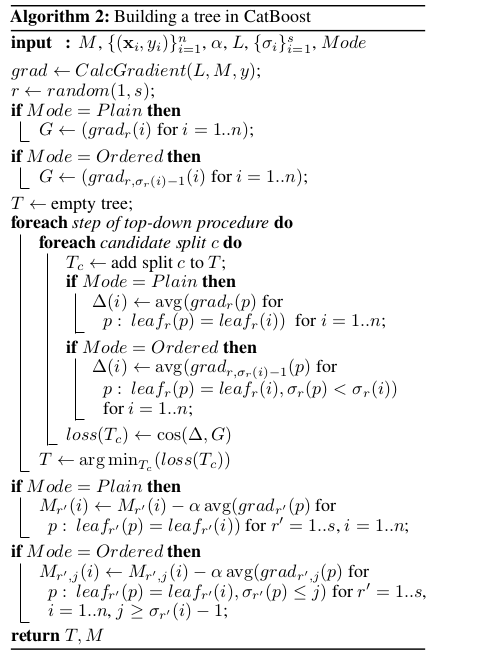 Algorithm 2: Building a tree in CatBoost
input : M, {(x_i, y_i)}_{i=1}^n, α, L, {σ_i}_{i=1}^s, Mode
grad ← CalcGradient(L, M, y);
r ← random(1, s);
if Mode = Plain then
G ← (grad_r(i) for i = 1..n);
if Mode = Ordered then
G ← (grad_{r,σ_r(i)−1}(i) for i = 1..n);
T ← empty tree;
foreach step of top-down procedure do
foreach candidate split c do
T_c ← add split c to T;
if Mode = Plain then
Δ(i) ← avg(grad_r(p) for
p : leaf_r(p) = leaf_r(i)) for i = 1..n;
if Mode = Ordered then
Δ(i) ← avg(grad_{r,σ_r(i)−1}(p) for
p : leaf_r(p) = leaf_r(i), σ_r(p) < σ_r(i))
for i = 1..n;
loss(T_c) ← cos(Δ, G)
T ← arg min_{T_c}(loss(T_c))
if Mode = Plain then
M_{r′}(i) ← M_{r′}(i) − α avg(grad_{r′}(p) for
p : leaf_{r′}(p) = leaf_{r′}(i)) for r′ = 1..s, i = 1..n;
if Mode = Ordered then
M_{r′,j}(i) ← M_{r′,j}(i) − α avg(grad_{r′,j}(p) for
p : leaf_{r′}(p) = leaf_{r′}(i), σ_{r′}(p) ≤ j) for r′ = 1..s,
i = 1..n, j ≥ σ_{r′}(i) − 1;
return T, M